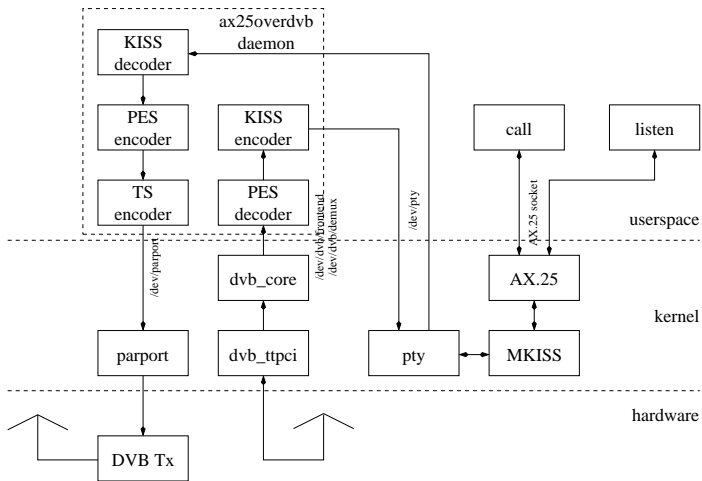 ax25overdvb
daemon
KISS
decoder
PES
encoder
KISS
encoder
call
listen
TS
encoder
PES
decoder
/dev/dvb/frontend
/dev/dvb/demux
/dev/pty
AX.25 socket
userspace
/dev/parport
dvb_core
AX.25
kernel
parport
dvb_ttpci
pty
MKISS
hardware
DVB Tx